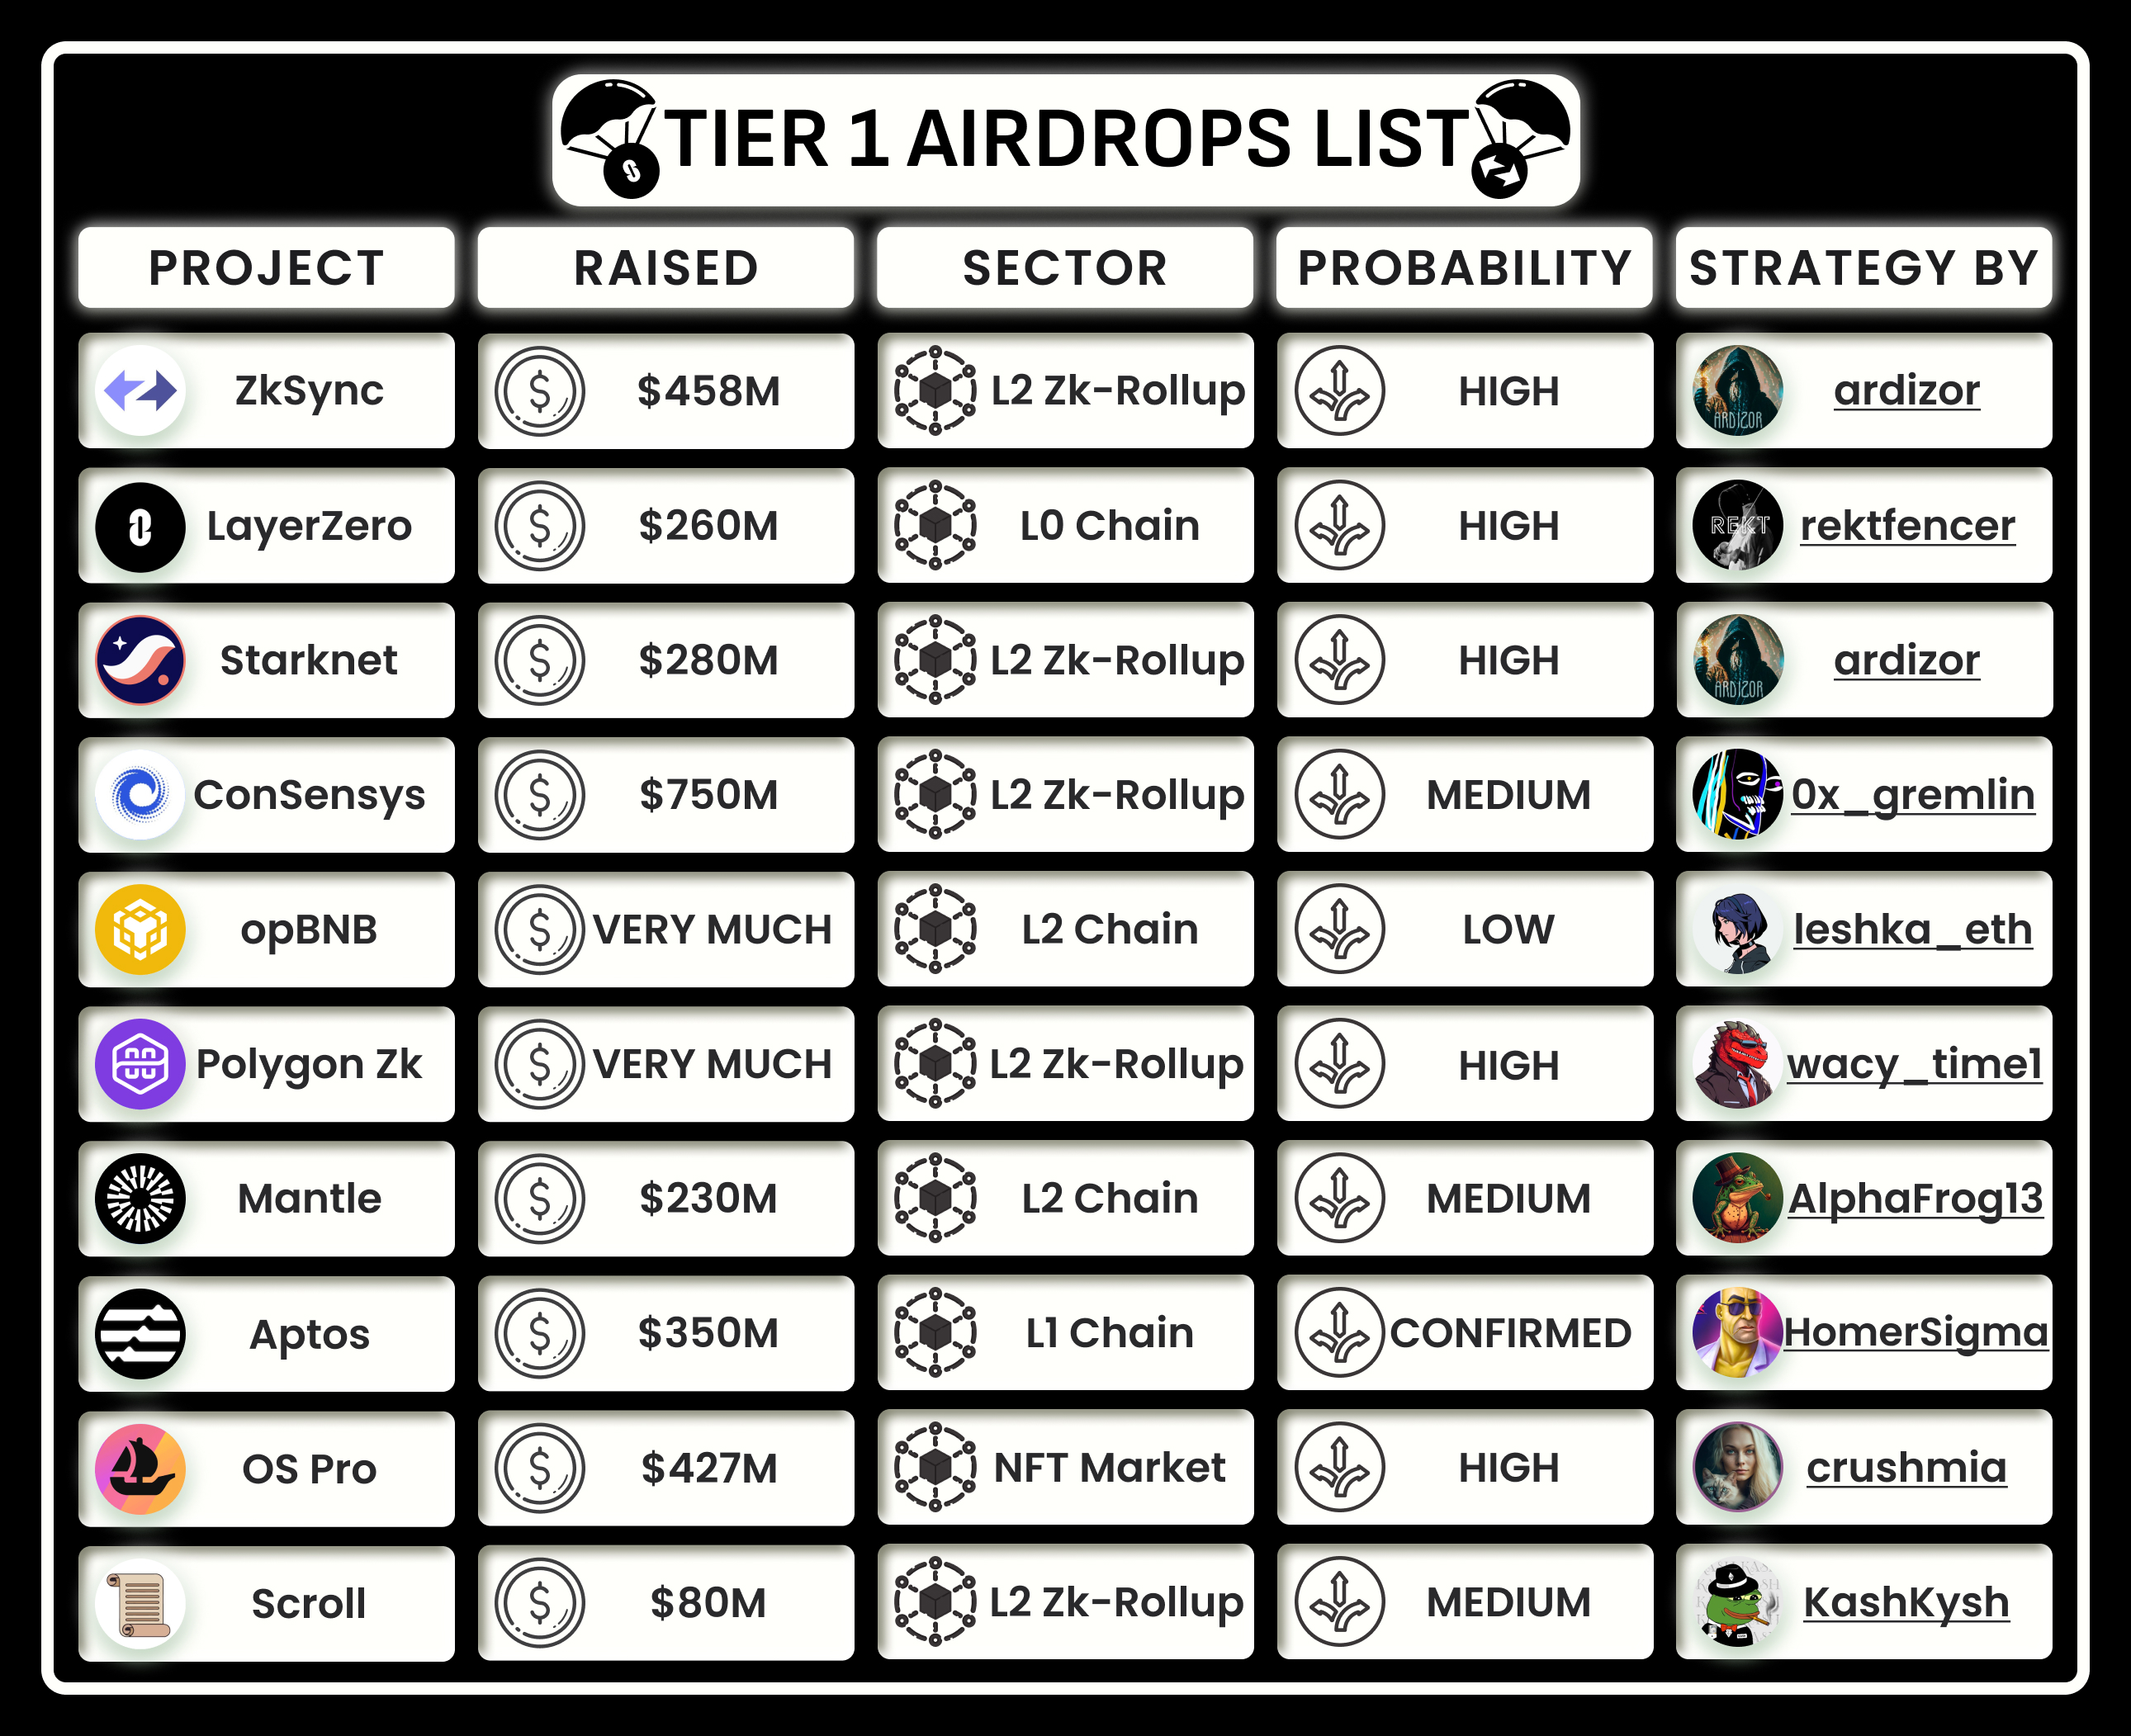 TIER 1 AIRDROPS LIST
PROJECT RAISED SECTOR PROBABILITY STRATEGY BY
ZkSync $458M L2 Zk-Rollup HIGH ARDIZOR ardizor
LayerZero $260M L0 Chain HIGH REKT rektfencer
Starknet $280M L2 Zk-Rollup HIGH ARDIZOR ardizor
ConSensys $750M L2 Zk-Rollup MEDIUM 0x_gremlin
opBNB VERY MUCH L2 Chain LOW leshka_eth
Polygon Zk VERY MUCH L2 Zk-Rollup HIGH wacy_time1
Mantle $230M L2 Chain MEDIUM AlphaFrog13
Aptos $350M L1 Chain CONFIRMED HomerSigma
OS Pro $427M NFT Market HIGH crushmia
Scroll $80M L2 Zk-Rollup MEDIUM KashKysh